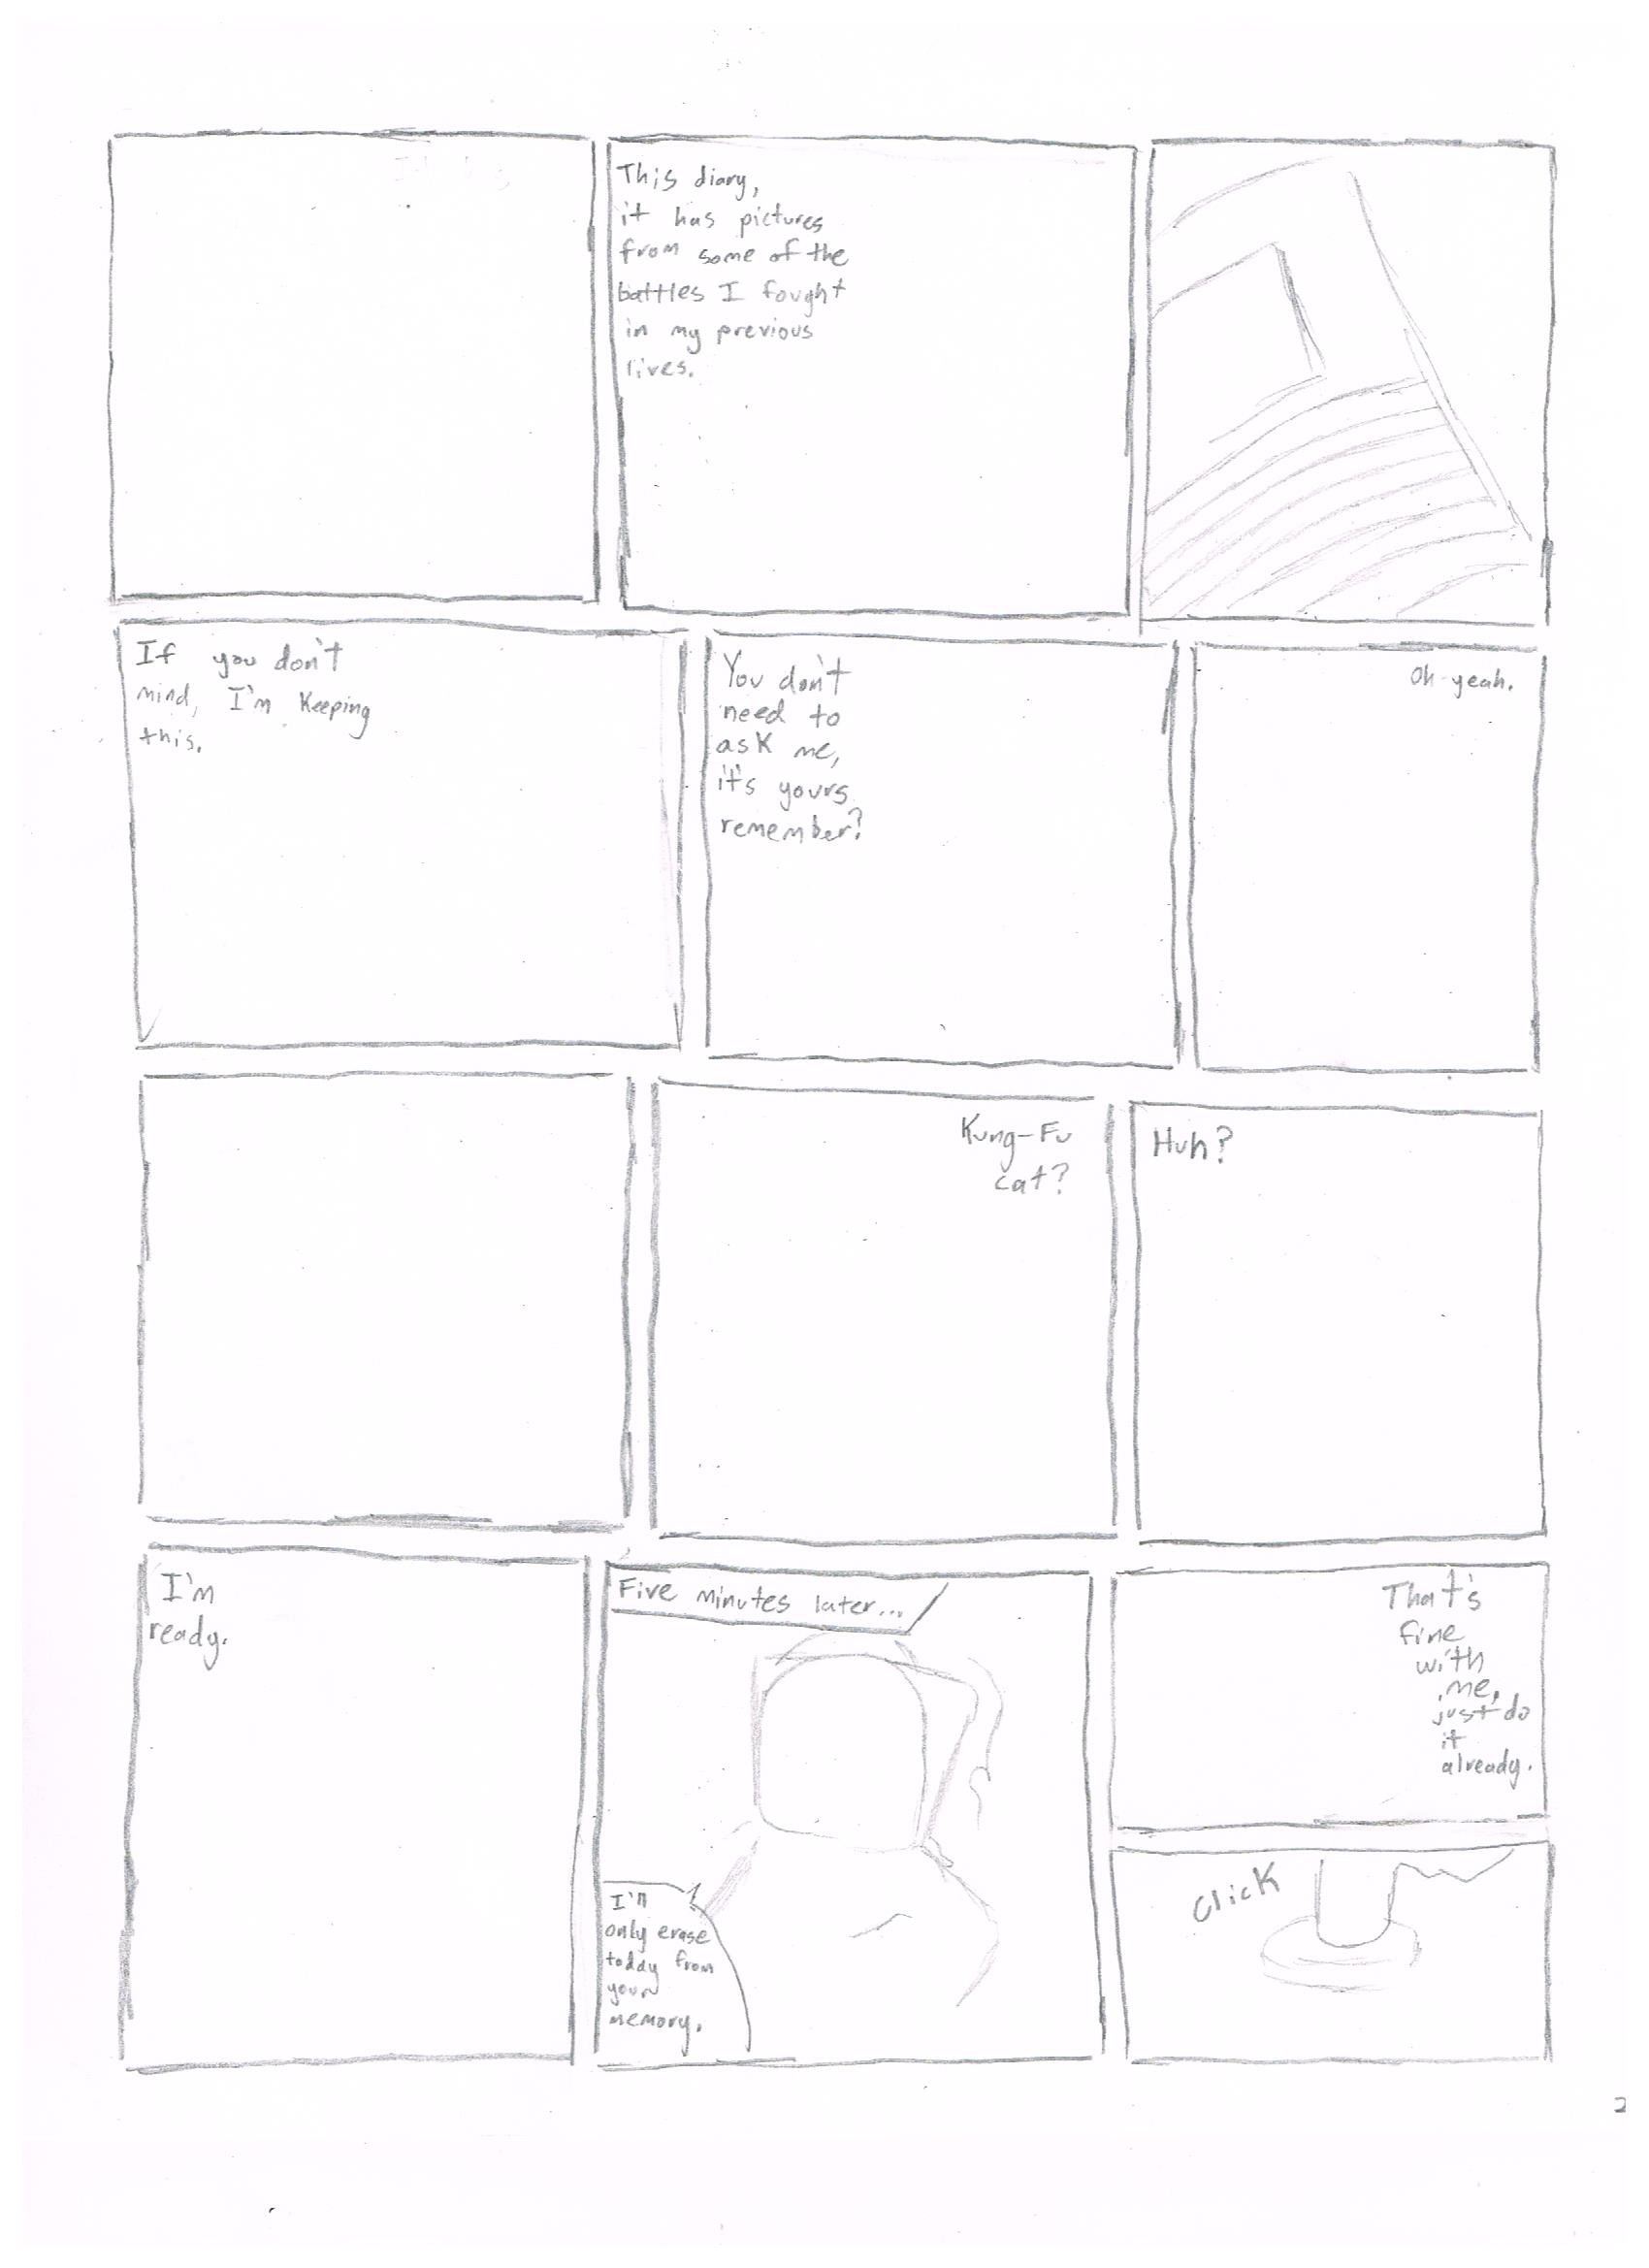 This diary,
it has pictures
from some of the
battles I fought
in my previous
lives.
If you don't
mind, I'm keeping
this.
You don't
need to
ask me,
it's yours
remember?
Oh yeah.
Kung-Fu
cat?
Huh?
I'm
ready.
Five minutes later...
I'll
only erase
today from
your
memory.
That's
fine
with
me,
just do
it
already.
Click
2